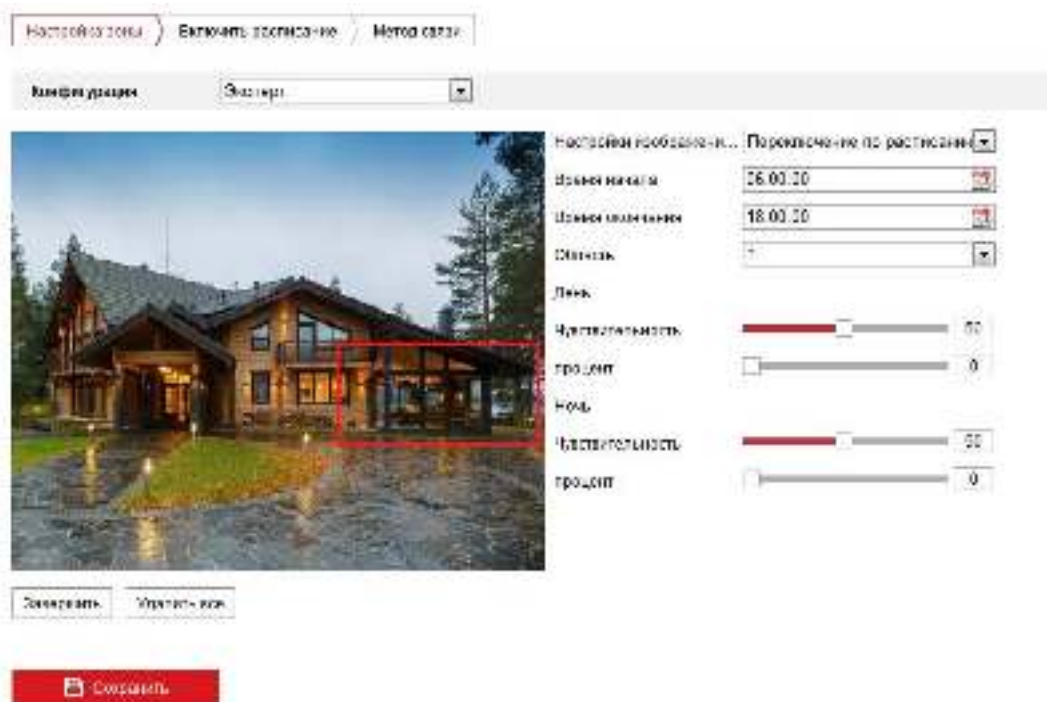 Настройка зоны
Включить расписание
Метод связи
Конфигурация
Эксперт
Настройки изображени...
Переключение по расписанию
Время начала
06:00:00
Время окончания
18:00:00
Область
1
День
Чувствительность
50
процент
0
Ночь
Чувствительность
50
процент
0
Завершить
Удалить все
Сохранить